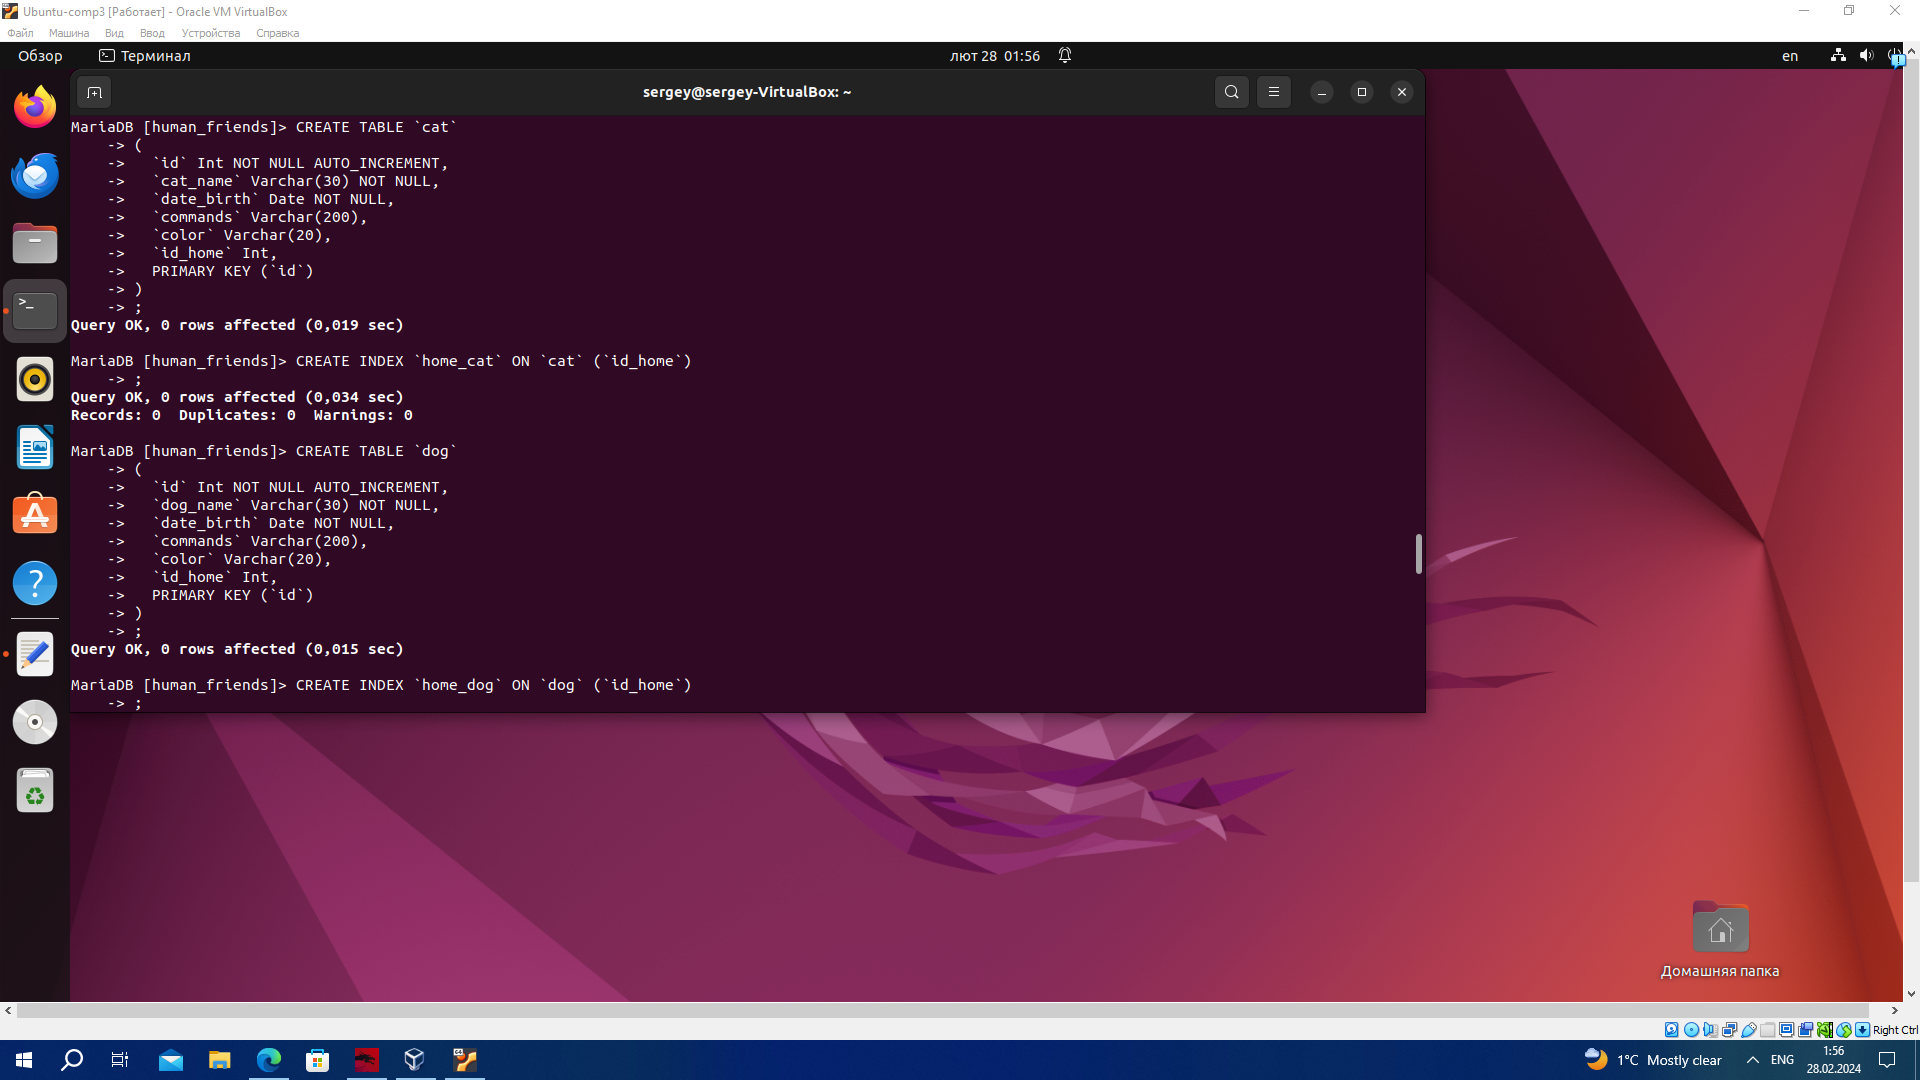 Ubuntu-comp3 [Работает] - Oracle VM VirtualBox
Файл Машина Вид Ввод Устройства Справка
Обзор Терминал лют 28 01:56 en
sergey@sergey-VirtualBox: ~
MariaDB [human_friends]> CREATE TABLE `cat`
    -> (
    ->   `id` Int NOT NULL AUTO_INCREMENT,
    ->   `cat_name` Varchar(30) NOT NULL,
    ->   `date_birth` Date NOT NULL,
    ->   `commands` Varchar(200),
    ->   `color` Varchar(20),
    ->   `id_home` Int,
    ->   PRIMARY KEY (`id`)
    -> )
    -> ;
Query OK, 0 rows affected (0,019 sec)
MariaDB [human_friends]> CREATE INDEX `home_cat` ON `cat` (`id_home`)
    -> ;
Query OK, 0 rows affected (0,034 sec)
Records: 0  Duplicates: 0  Warnings: 0
MariaDB [human_friends]> CREATE TABLE `dog`
    -> (
    ->   `id` Int NOT NULL AUTO_INCREMENT,
    ->   `dog_name` Varchar(30) NOT NULL,
    ->   `date_birth` Date NOT NULL,
    ->   `commands` Varchar(200),
    ->   `color` Varchar(20),
    ->   `id_home` Int,
    ->   PRIMARY KEY (`id`)
    -> )
    -> ;
Query OK, 0 rows affected (0,015 sec)
MariaDB [human_friends]> CREATE INDEX `home_dog` ON `dog` (`id_home`)
    -> ;
Домашняя папка
Right Ctrl
1°C Mostly clear ENG 1:56
28.02.2024